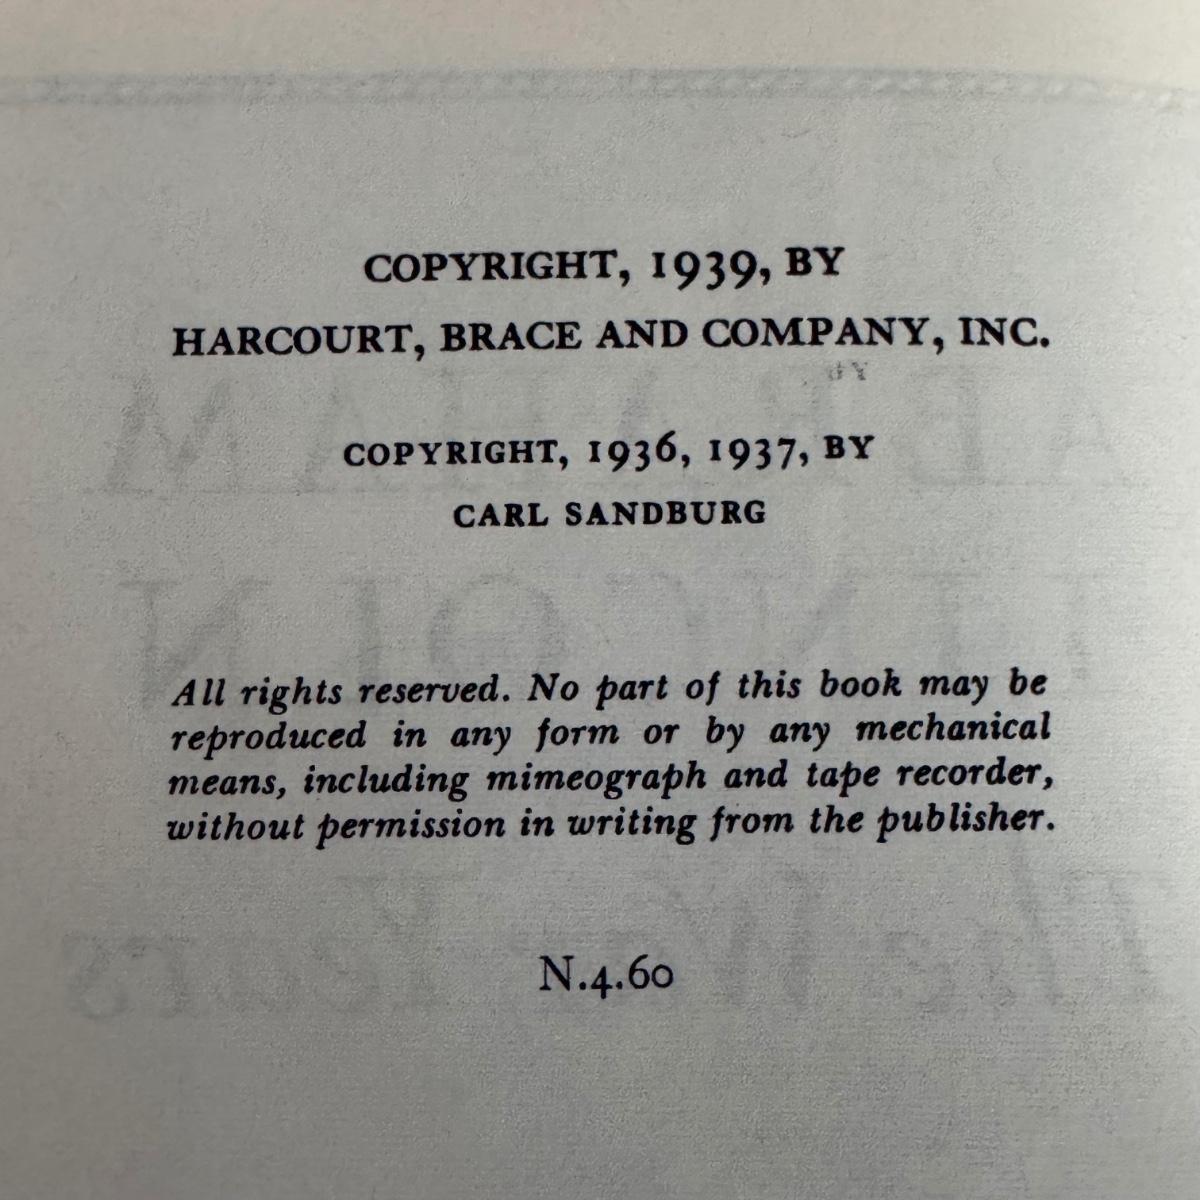 COPYRIGHT, 1939, BY
HARCOURT, BRACE AND COMPANY, INC.
COPYRIGHT, 1936, 1937, BY
CARL SANDBURG
All rights reserved. No part of this book may be
reproduced in any form or by any mechanical
means, including mimeograph and tape recorder,
without permission in writing from the publisher.
N.4.60